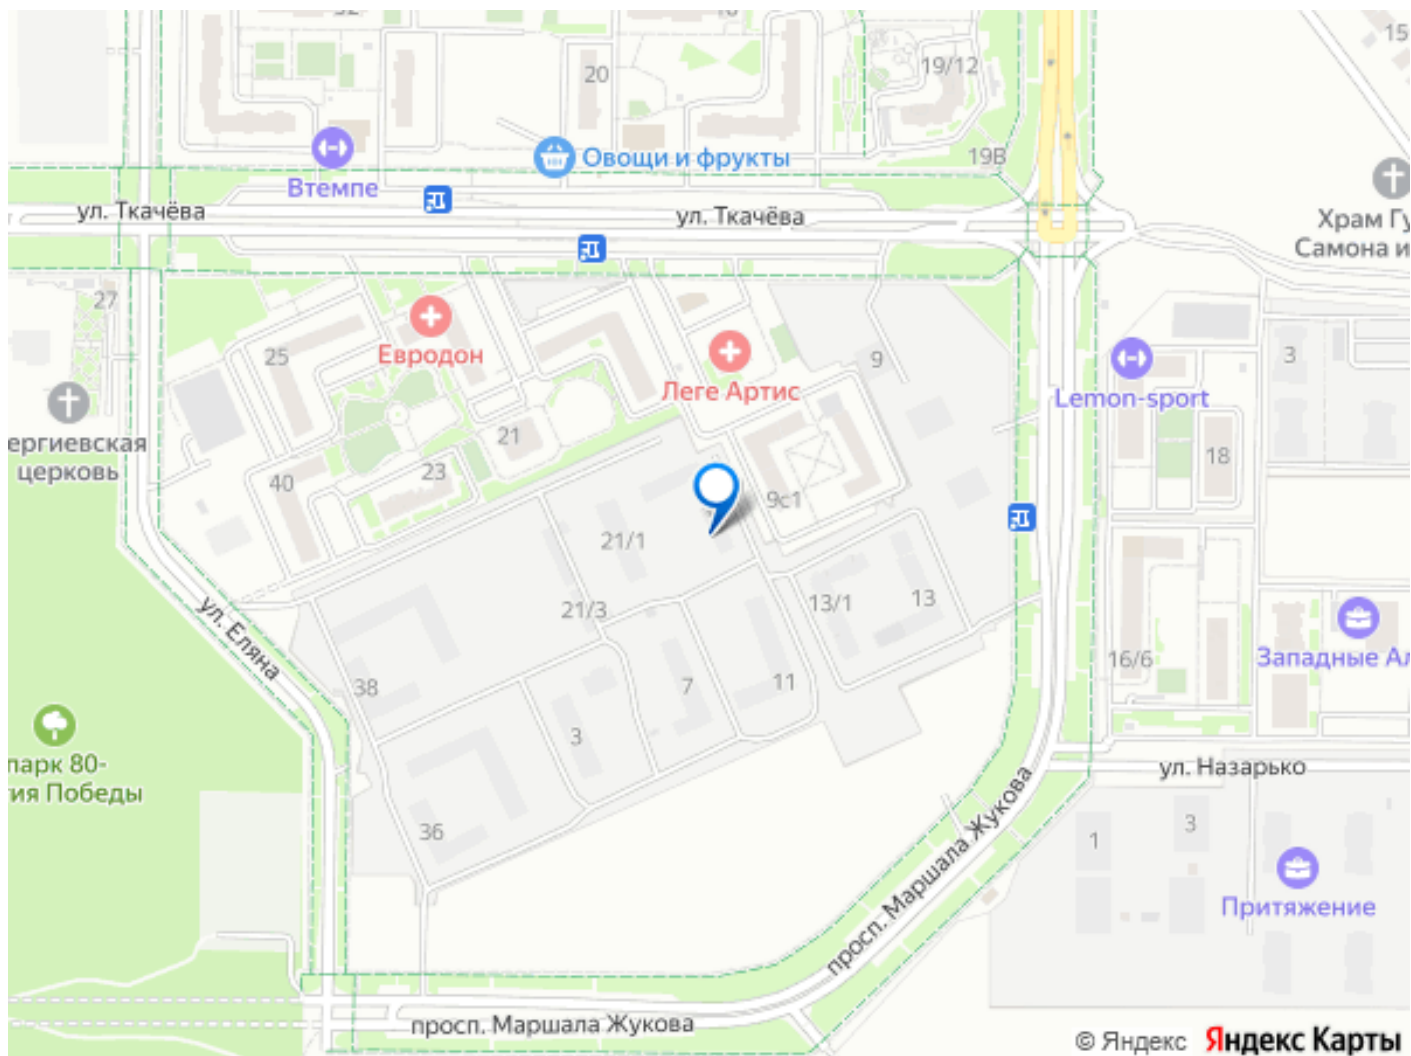 15
19/12
20
19В
Овощи и фрукты
Втемпе
ул. Ткачёва
ул. Ткачёва
Храм Гу
Самона и
27
25
Евродон
9
3
Леге Артис
Lemon-sport
ергиевская
церковь
21
18
40
23
9с1
21/1
21/3
13/1
13
ул. Еляна
16/6
Западные Ал
38
7
11
3
парк 80-
тия Победы
ул. Назарько
36
1
3
просп. Маршала Жукова
Притяжение
просп. Маршала Жукова
© Яндекс Яндекс Карты